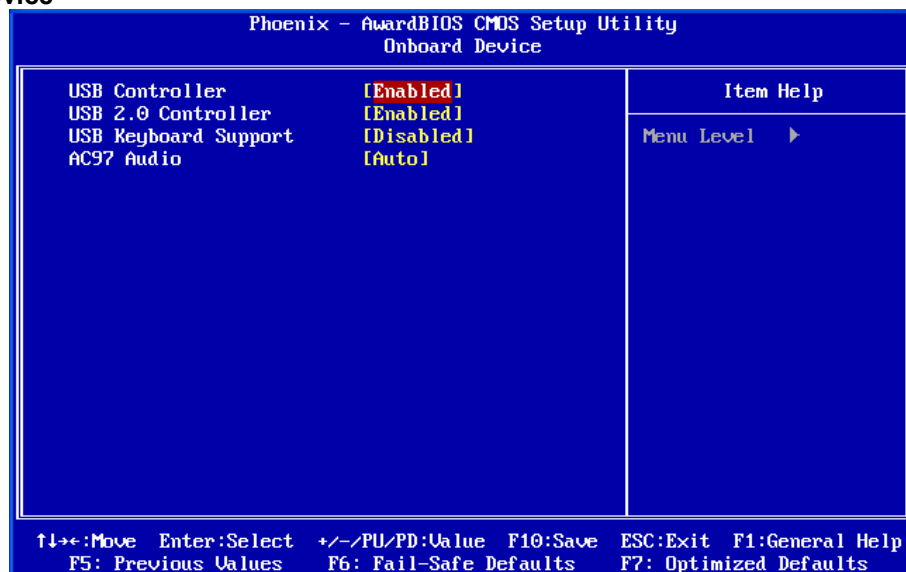 Phoenix - AwardBIOS CMOS Setup Utility
Onboard Device
USB Controller [Enabled]
USB 2.0 Controller [Enabled]
USB Keyboard Support [Disabled]
AC97 Audio [Auto]
Item Help
Menu Level ▶
↑↓→←:Move Enter:Select +/-/PU/PD:Value F10:Save ESC:Exit F1:General Help
F5: Previous Values F6: Fail-Safe Defaults F7: Optimized Defaults